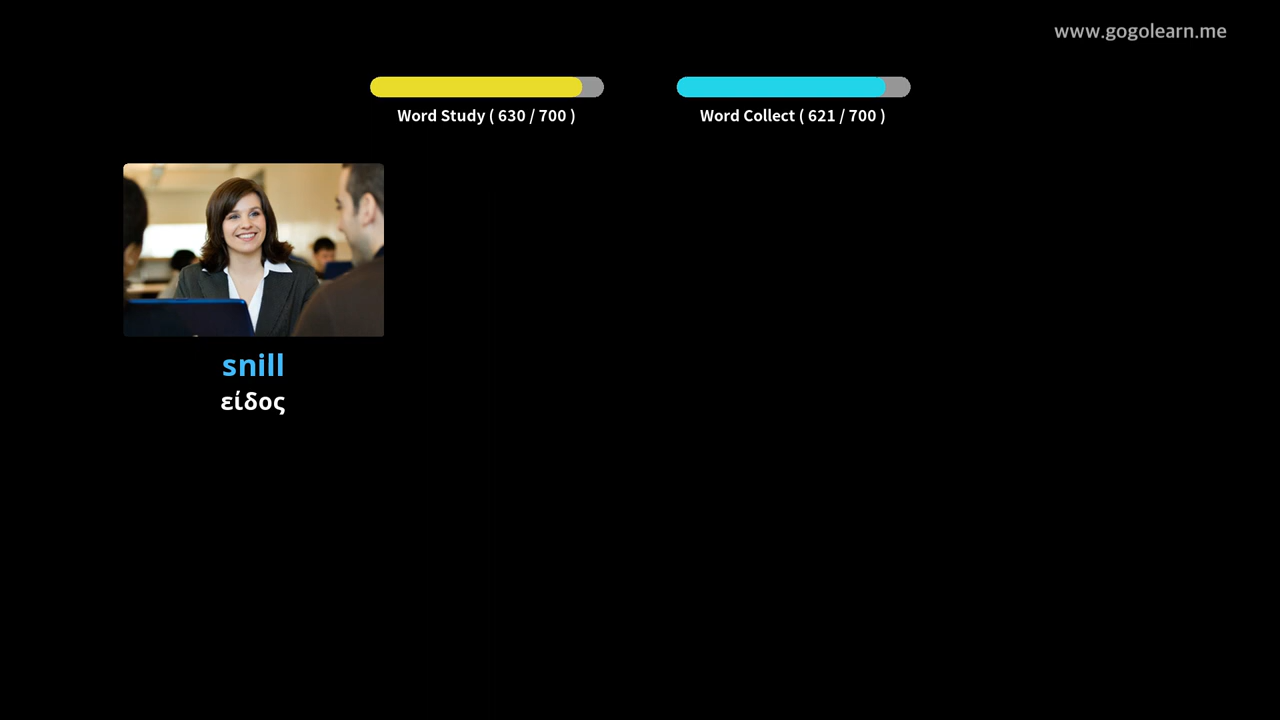 www.gogolearn.me
Word Study ( 630 / 700 )
Word Collect ( 621 / 700 )
snill
είδος